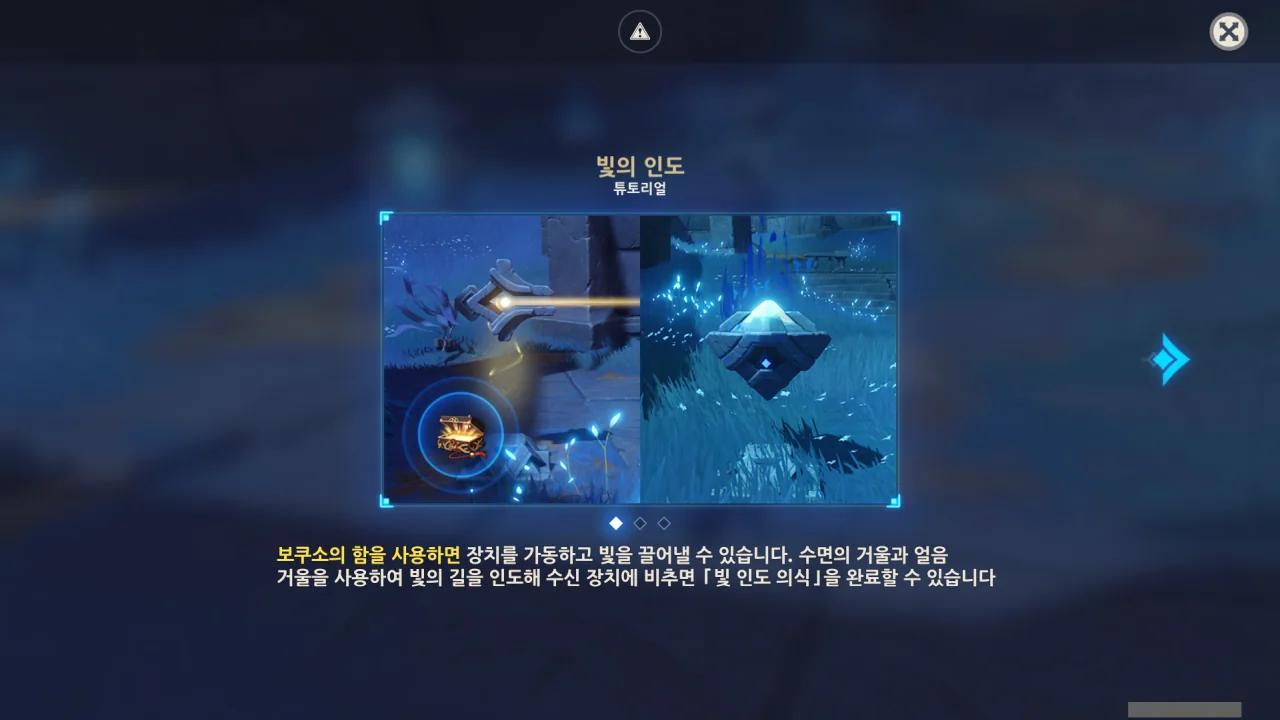 빛의 인도
튜토리얼
보쿠소의 함을 사용하면 장치를 가동하고 빛을 끌어낼 수 있습니다. 수면의 거울과 얼음
거울을 사용하여 빛의 길을 인도해 수신 장치에 비추면 「빛 인도 의식」을 완료할 수 있습니다